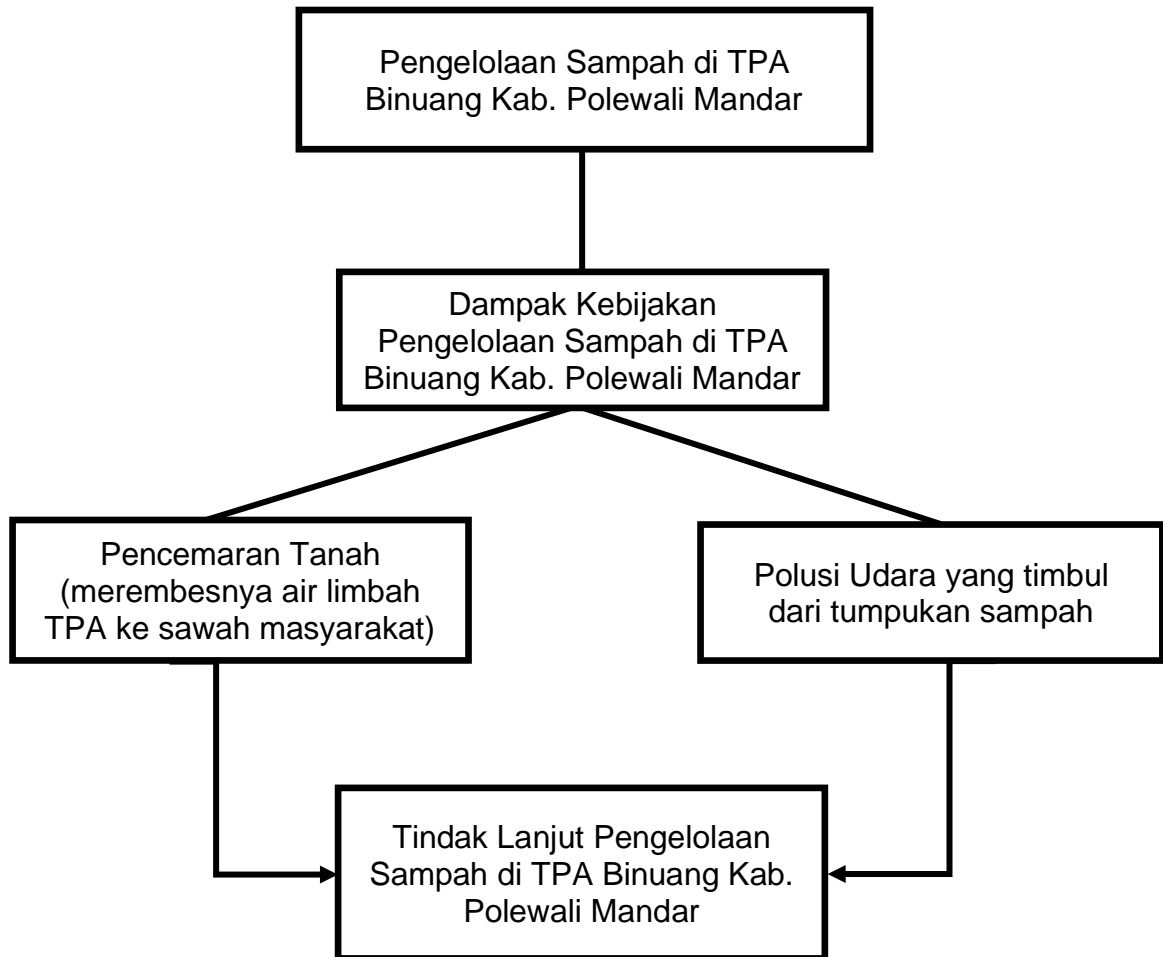 Pengelolaan Sampah di TPA
Binuang Kab. Polewali Mandar
Dampak Kebijakan
Pengelolaan Sampah di TPA
Binuang Kab. Polewali Mandar
Pencemaran Tanah
(merembesnya air limbah
TPA ke sawah masyarakat)
Polusi Udara yang timbul
dari tumpukan sampah
Tindak Lanjut Pengelolaan
Sampah di TPA Binuang Kab.
Polewali Mandar